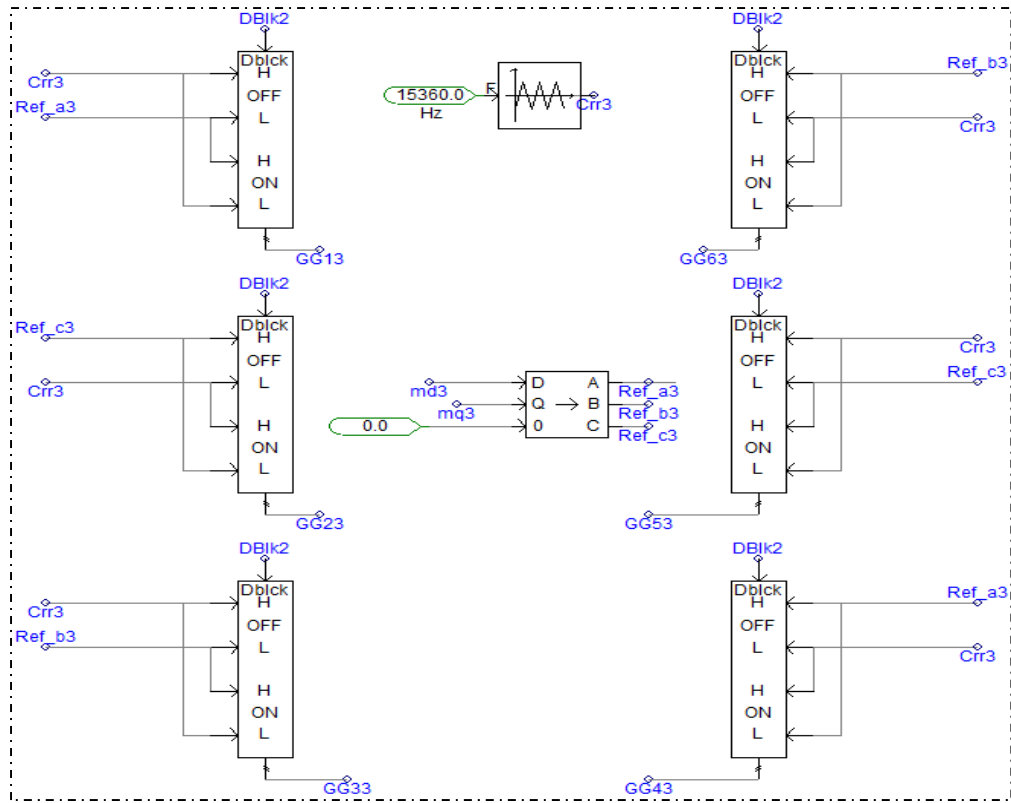 DBlk2
Dblck
H
OFF
L
H
ON
L
Crr3
Ref_a3
GG13
15360.0
Hz
F
Crr3
DBlk2
Dblck
H
OFF
L
H
ON
L
Ref_b3
Crr3
GG63
DBlk2
Dblck
H
OFF
L
H
ON
L
Ref_c3
Crr3
GG23
md3
mq3
0.0
D A
Q B
0 C
Ref_a3
Ref_b3
Ref_c3
DBlk2
Dblck
H
OFF
L
H
ON
L
Crr3
Ref_c3
GG53
DBlk2
Dblck
H
OFF
L
H
ON
L
Crr3
Ref_b3
GG33
DBlk2
Dblck
H
OFF
L
H
ON
L
Ref_a3
Crr3
GG43